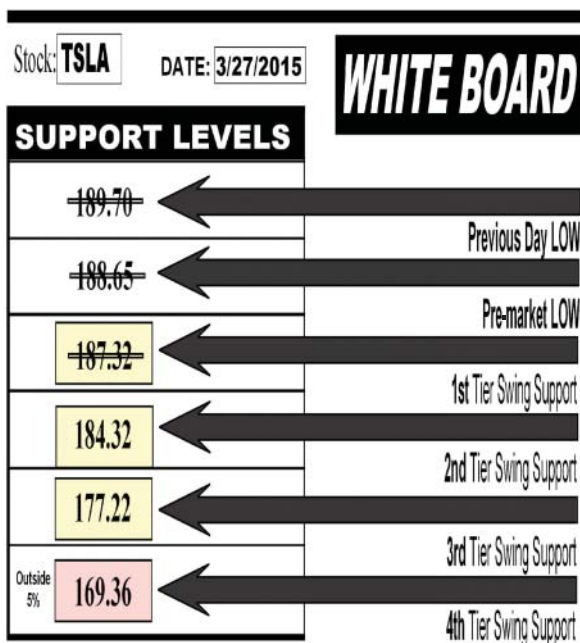 Stock: TSLA DATE: 3/27/2015
WHITE BOARD
SUPPORT LEVELS
189.70
Previous Day LOW
188.65
Pre-market LOW
187.32
1st Tier Swing Support
184.32
2nd Tier Swing Support
177.22
3rd Tier Swing Support
Outside
5%
169.36
4th Tier Swing Support